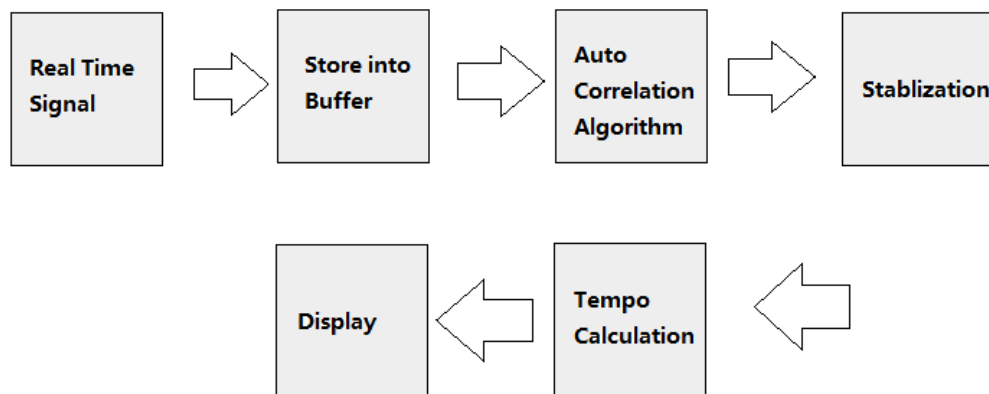 Real Time
Signal
Store into
Buffer
Auto
Correlation
Algorithm
Stablization
Tempo
Calculation
Display